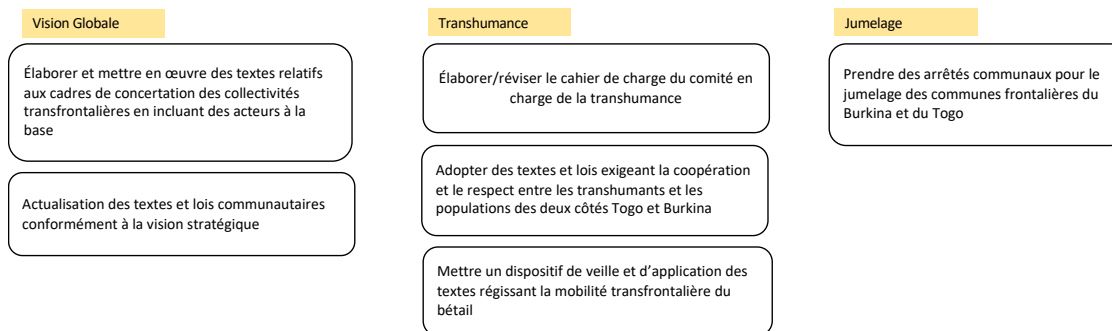 Vision Globale
Élaborer et mettre en œuvre des textes relatifs
aux cadres de concertation des collectivités
transfrontalières en incluant des acteurs à la
base
Actualisation des textes et lois communautaires
conformément à la vision stratégique
Transhumance
Élaborer/réviser le cahier de charge du comité en
charge de la transhumance
Adopter des textes et lois exigeant la coopération
et le respect entre les transhumants et les
populations des deux côtés Togo et Burkina
Mettre un dispositif de veille et d’application des
textes régissant la mobilité transfrontalière du
bétail
Jumelage
Prendre des arrêtés communaux pour le
jumelage des communes frontalières du
Burkina et du Togo